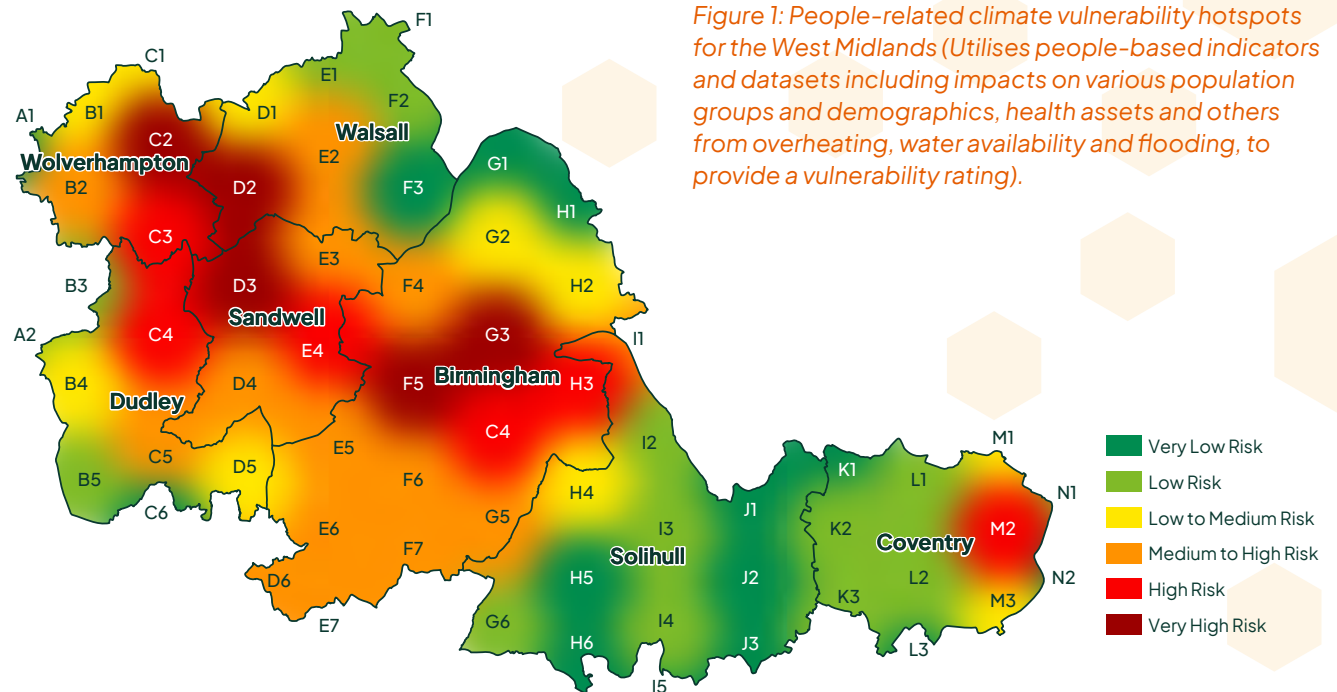 Figure 1: People-related climate vulnerability hotspots
for the West Midlands (Utilises people-based indicators
and datasets including impacts on various population
groups and demographics, health assets and others
from overheating, water availability and flooding, to
provide a vulnerability rating).
F1
C1
E1
F2
B1
D1
A1
Walsall
C2
Wolverhampton
E2
G1
B2
D2
F3
H1
C3
G2
E3
B3
D3
F4
H2
Sandwell
A2
C4
G3
I1
E4
B4
D4
F5
Birmingham
H3
Dudley
C4
E5
I2
M1
C5
D5
K1
B5
F6
L1
H4
N1
C6
G5
J1
E6
I3
K2
M2
Coventry
F7
Solihull
D6
H5
J2
L2
N2
K3
M3
E7
G6
I4
H6
J3
L3
I5
Very Low Risk
Low Risk
Low to Medium Risk
Medium to High Risk
High Risk
Very High Risk